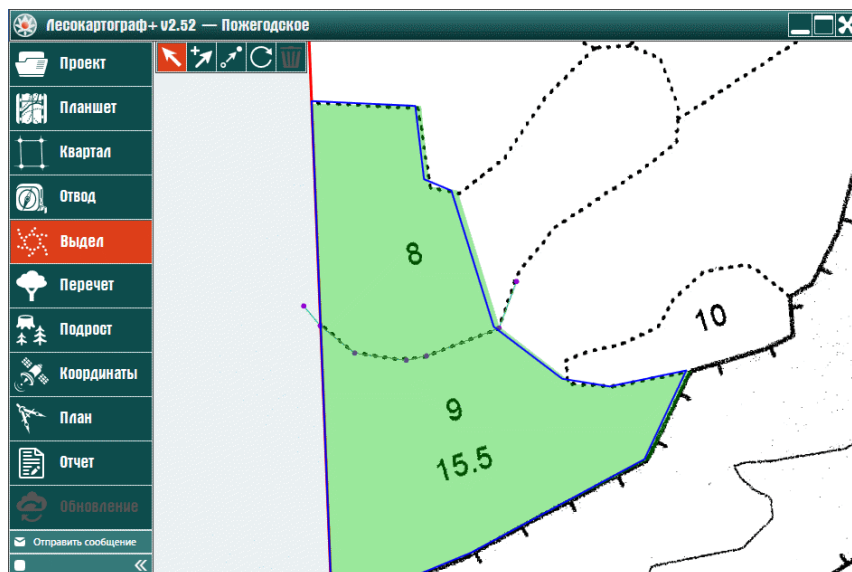 Лесокартограф+ v2.52 — Пожегодское
Проект
Планшет
Квартал
Отвод
Выдел
Перечет
Подрост
Координаты
План
Отчет
Обновление
Отправить сообщение
8
10
9
15.5